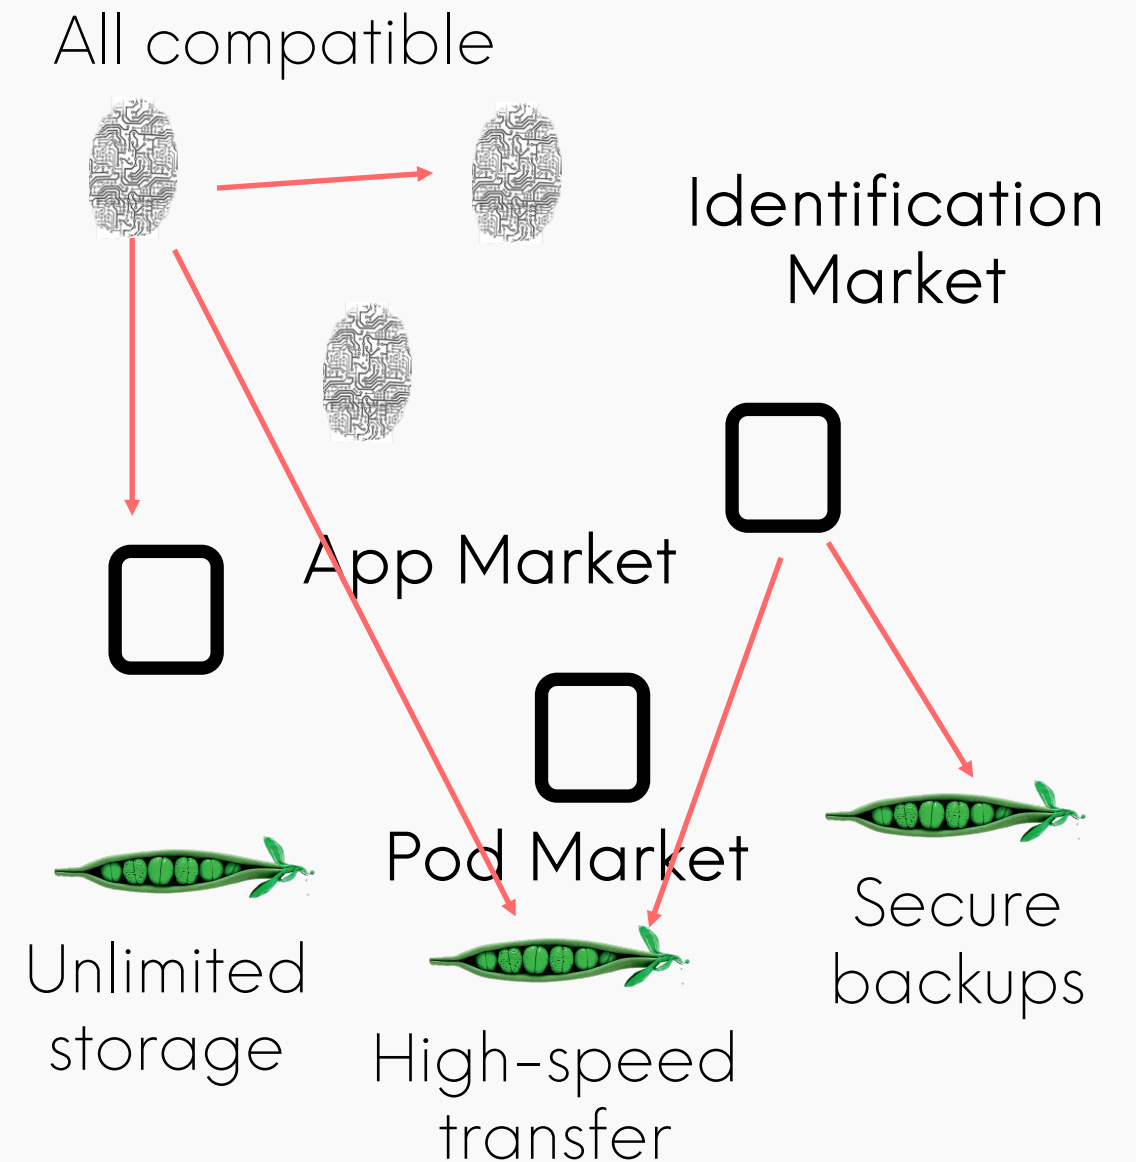 All compatible
Identification
Market
App Market
Pod Market
Unlimited
storage
High-speed
transfer
Secure
backups